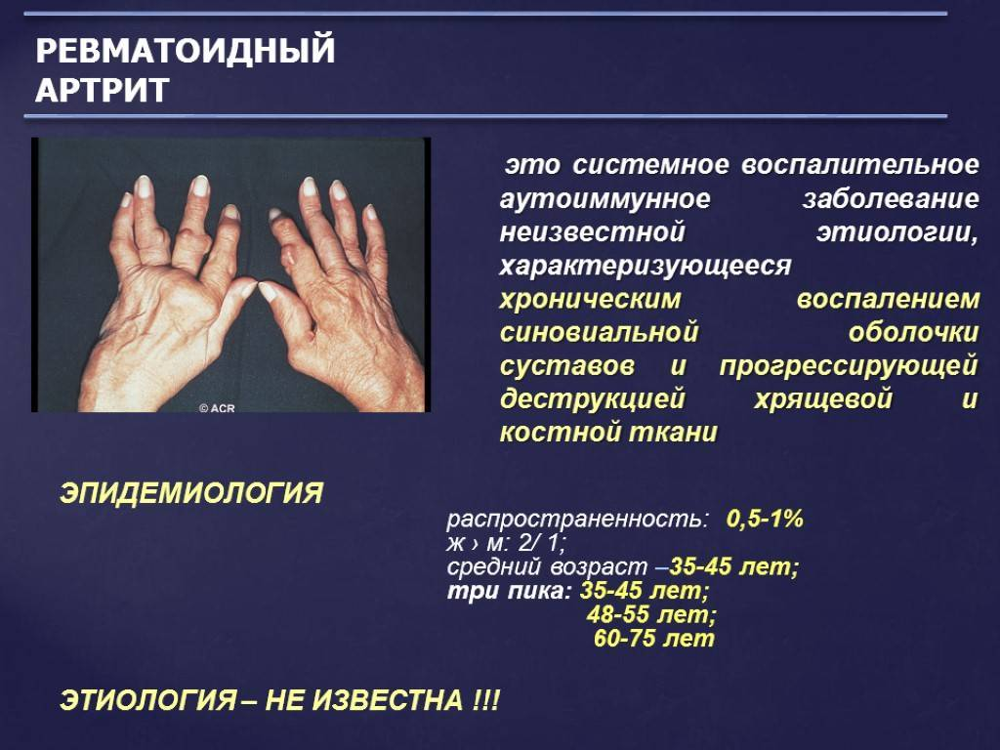 РЕВМАТОИДНЫЙ
АРТРИТ
это системное воспалительное
аутоиммунное заболевание
неизвестной этиологии,
характеризующееся
хроническим воспалением
синовиальной оболочки
суставов и прогрессирующей
деструкцией хрящевой и
костной ткани
© ACR
ЭПИДЕМИОЛОГИЯ
распространенность: 0,5-1%
ж › м: 2/ 1;
средний возраст –35-45 лет;
три пика: 35-45 лет;
48-55 лет;
60-75 лет
ЭТИОЛОГИЯ – НЕ ИЗВЕСТНА !!!